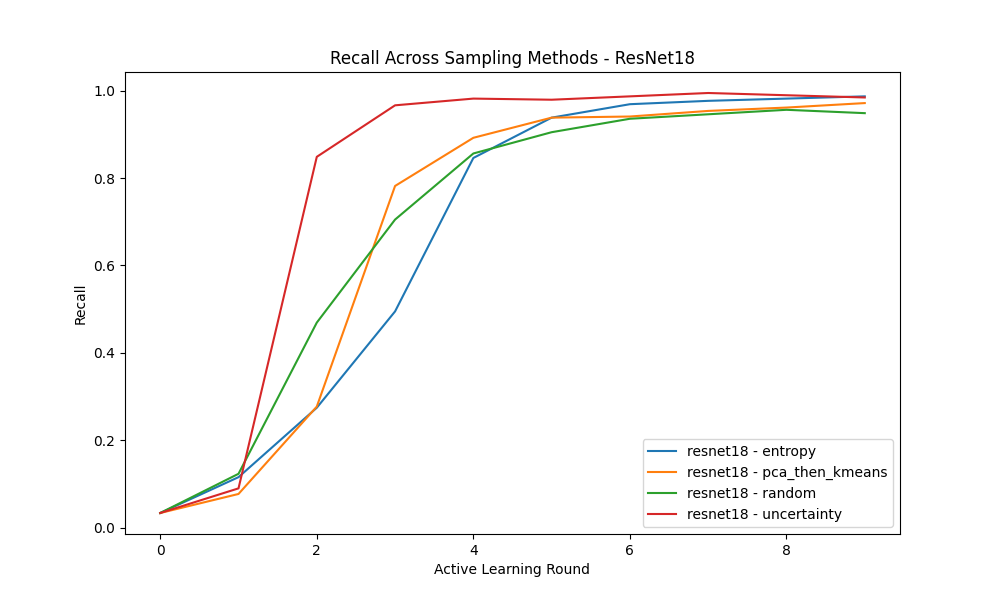 Recall Across Sampling Methods - ResNet18
1.0
0.8
0.6
0.4
0.2
0.0
Recall
0 2 4 6 8
Active Learning Round
resnet18 - entropy
resnet18 - pca_then_kmeans
resnet18 - random
resnet18 - uncertainty